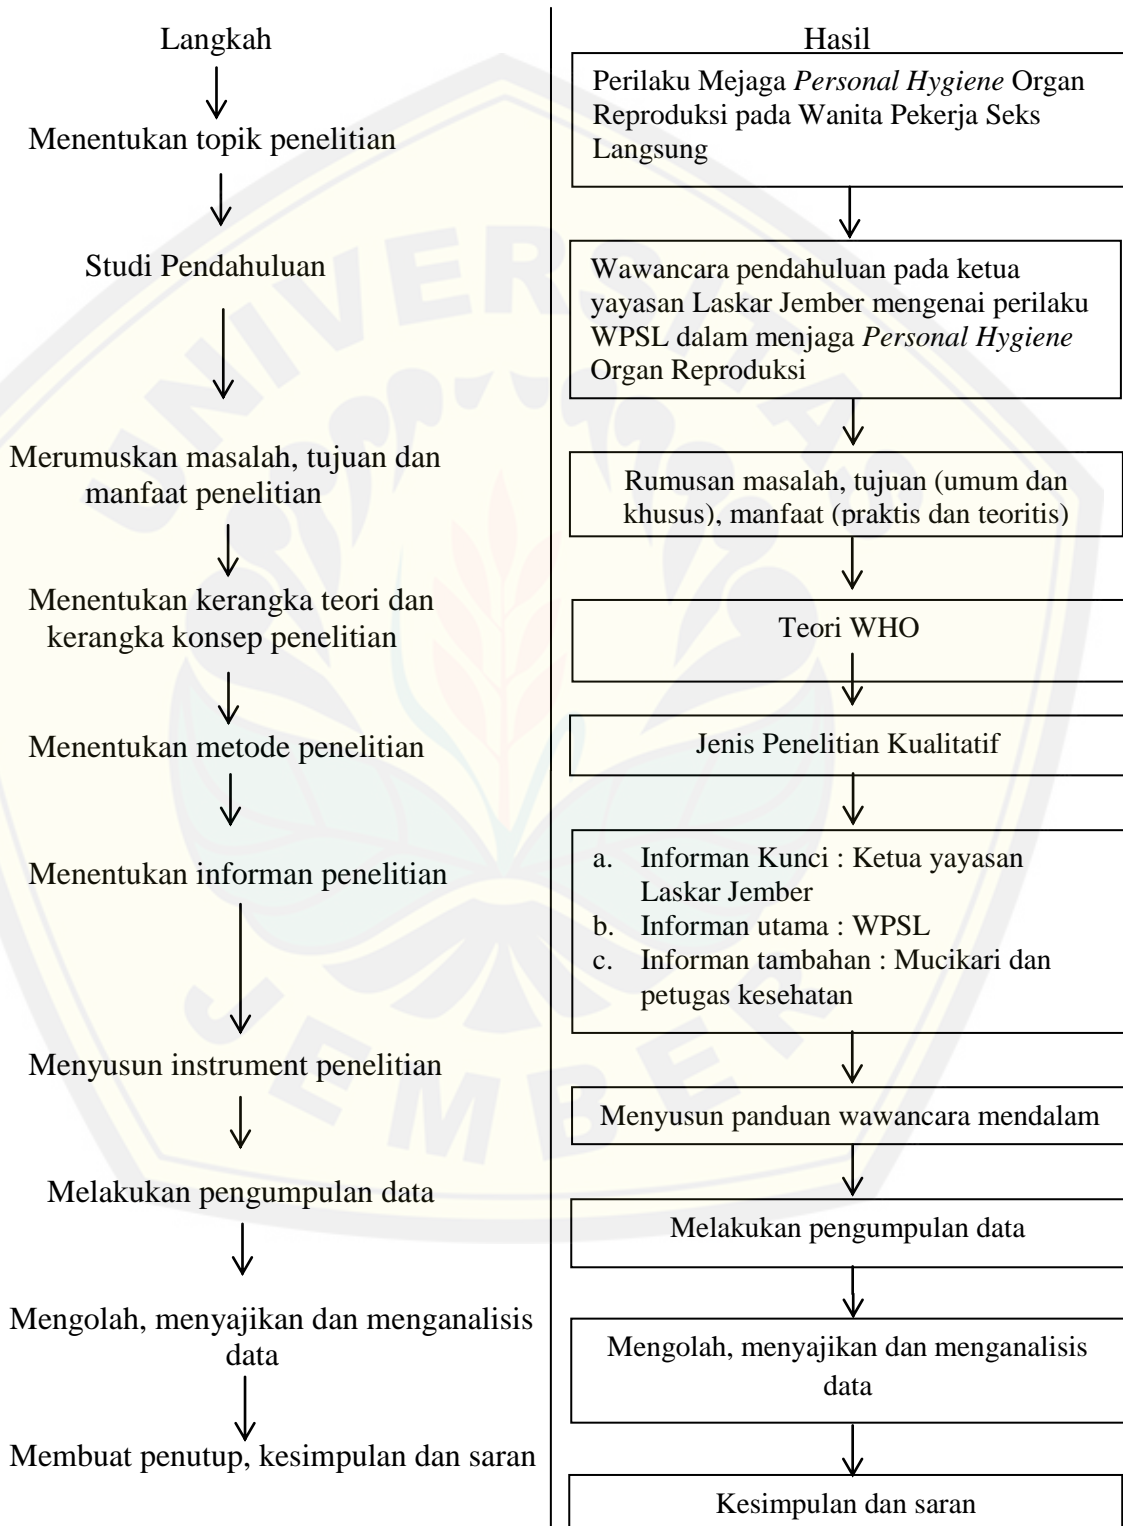 Langkah
Menentukan topik penelitian
Studi Pendahuluan
Merumuskan masalah, tujuan dan
manfaat penelitian
Menentukan kerangka teori dan
kerangka konsep penelitian
Menentukan metode penelitian
Menentukan informan penelitian
Menyusun instrument penelitian
Melakukan pengumpulan data
Mengolah, menyajikan dan menganalisis
data
Membuat penutup, kesimpulan dan saran
Hasil
Perilaku Mejaga Personal Hygiene Organ
Reproduksi pada Wanita Pekerja Seks
Langsung
Wawancara pendahuluan pada ketua
yayasan Laskar Jember mengenai perilaku
WPSL dalam menjaga Personal Hygiene
Organ Reproduksi
Rumusan masalah, tujuan (umum dan
khusus), manfaat (praktis dan teoritis)
Teori WHO
Jenis Penelitian Kualitatif
a. Informan Kunci : Ketua yayasan
Laskar Jember
b. Informan utama : WPSL
c. Informan tambahan : Mucikari dan
petugas kesehatan
Menyusun panduan wawancara mendalam
Melakukan pengumpulan data
Mengolah, menyajikan dan menganalisis
data
Kesimpulan dan saran
UNIVERSITAS
JEMBER